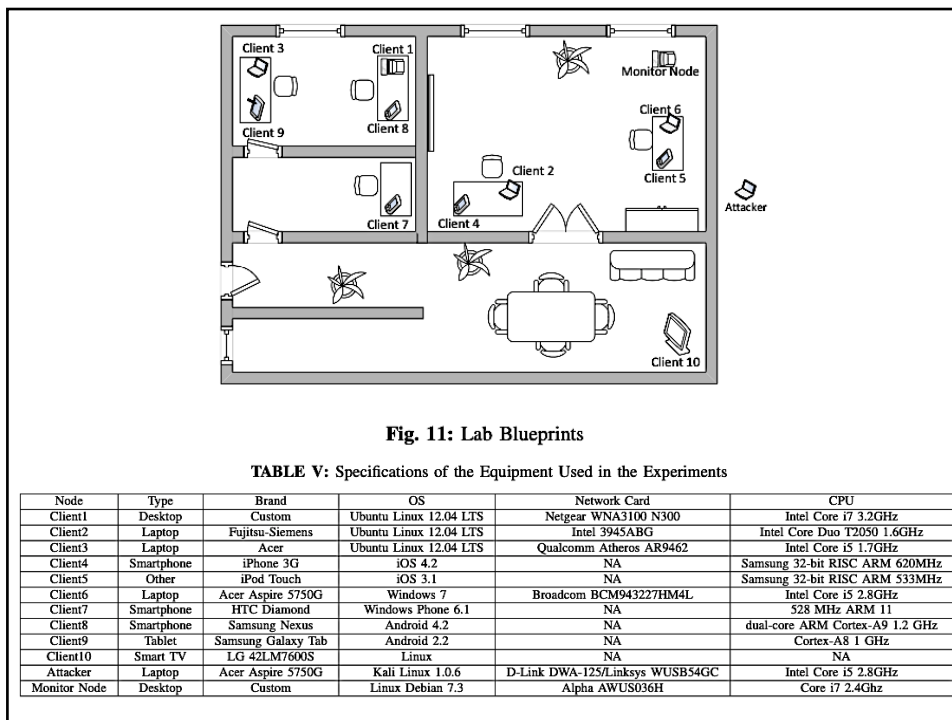 Client 3
Client 1
Client 9
Client 8
Monitor Node
Client 6
Client 5
Client 2
Client 4
Client 7
Attacker
Client 10
Fig. 11: Lab Blueprints
TABLE V: Specifications of the Equipment Used in the Experiments
Node Type Brand OS Network Card CPU
Client1 Desktop Custom Ubuntu Linux 12.04 LTS Netgear WNA3100 N300 Intel Core i7 3.2GHz
Client2 Laptop Fujitsu-Siemens Ubuntu Linux 12.04 LTS Intel 3945ABG Intel Core Duo T2050 1.6GHz
Client3 Laptop Acer Ubuntu Linux 12.04 LTS Qualcomm Atheros AR9462 Intel Core i5 1.7GHz
Client4 Smartphone iPhone 3G iOS 4.2 NA Samsung 32-bit RISC ARM 620MHz
Client5 Other iPod Touch iOS 3.1 NA Samsung 32-bit RISC ARM 533MHz
Client6 Laptop Acer Aspire 5750G Windows 7 Broadcom BCM943227HM4L Intel Core i5 2.8GHz
Client7 Smartphone HTC Diamond Windows Phone 6.1 NA 528 MHz ARM 11
Client8 Smartphone Samsung Nexus Android 4.2 NA dual-core ARM Cortex-A9 1.2 GHz
Client9 Tablet Samsung Galaxy Tab Android 2.2 NA Cortex-A8 1 GHz
Client10 Smart TV LG 42LM7600S Linux NA NA
Attacker Laptop Acer Aspire 5750G Kali Linux 1.0.6 D-Link DWA-125/Linksys WUSB54GC Intel Core i5 2.8GHz
Monitor Node Desktop Custom Linux Debian 7.3 Alpha AWUS036H Core i7 2.4Ghz